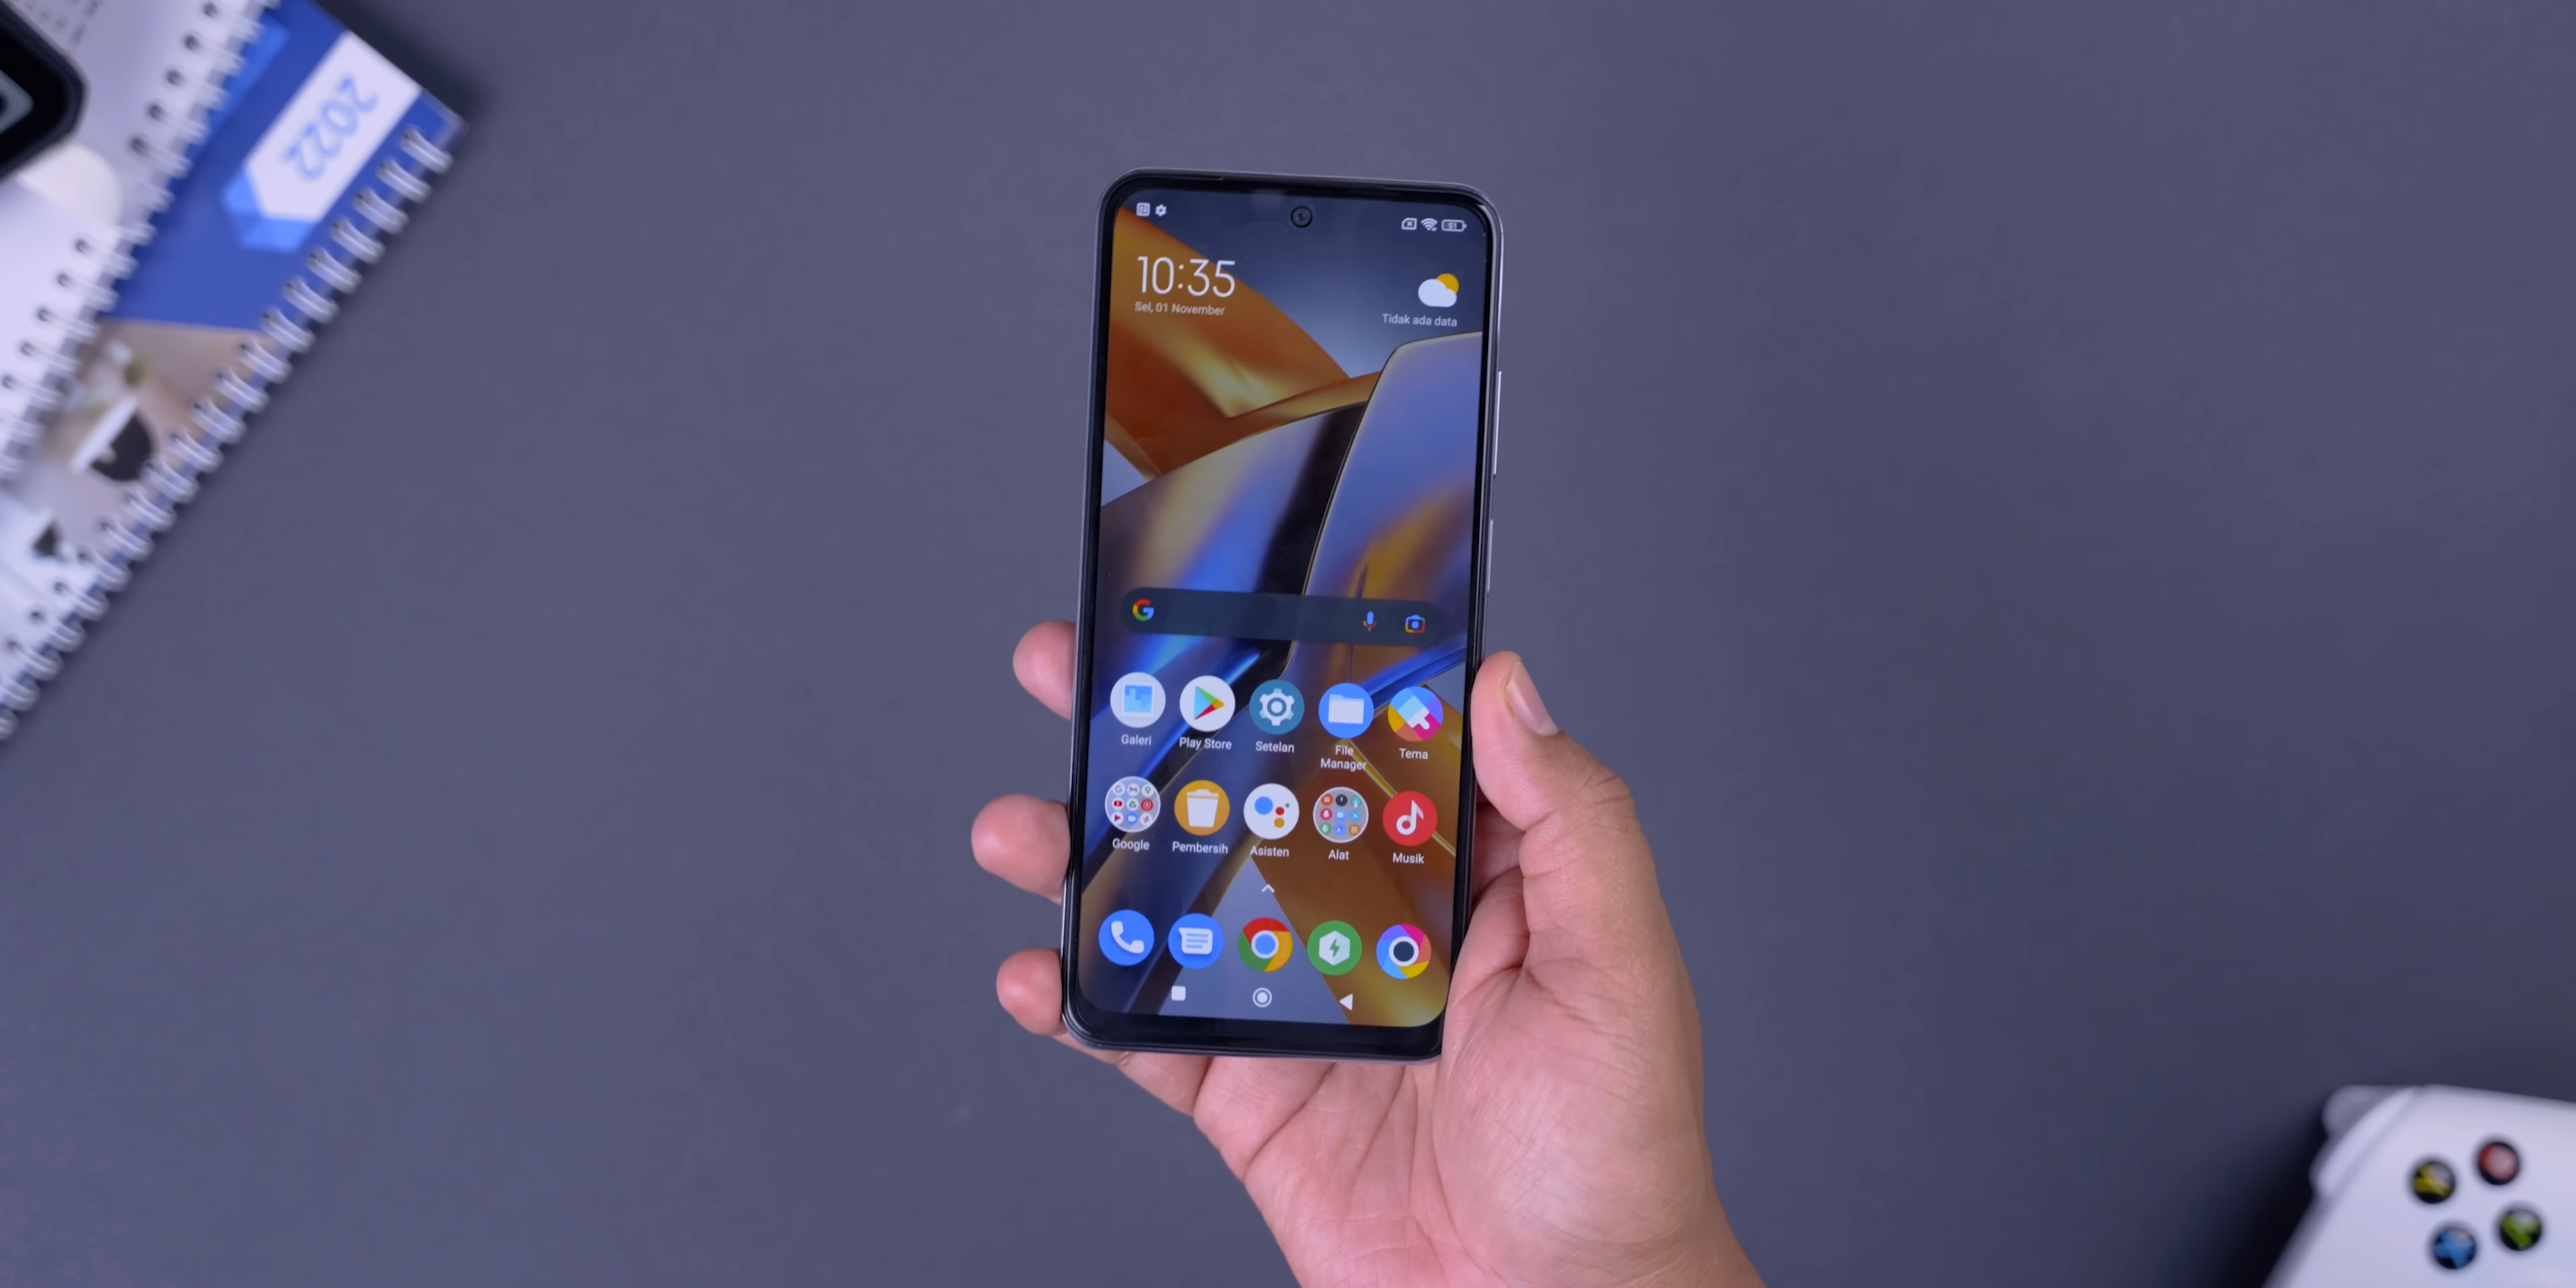 2022
51
10:35
Sel, 01 November
Tidak ada data
Galeri
Play Store
Setelan
File
Manager
Tema
Google
Pembersih
Asisten
Alat
Musik